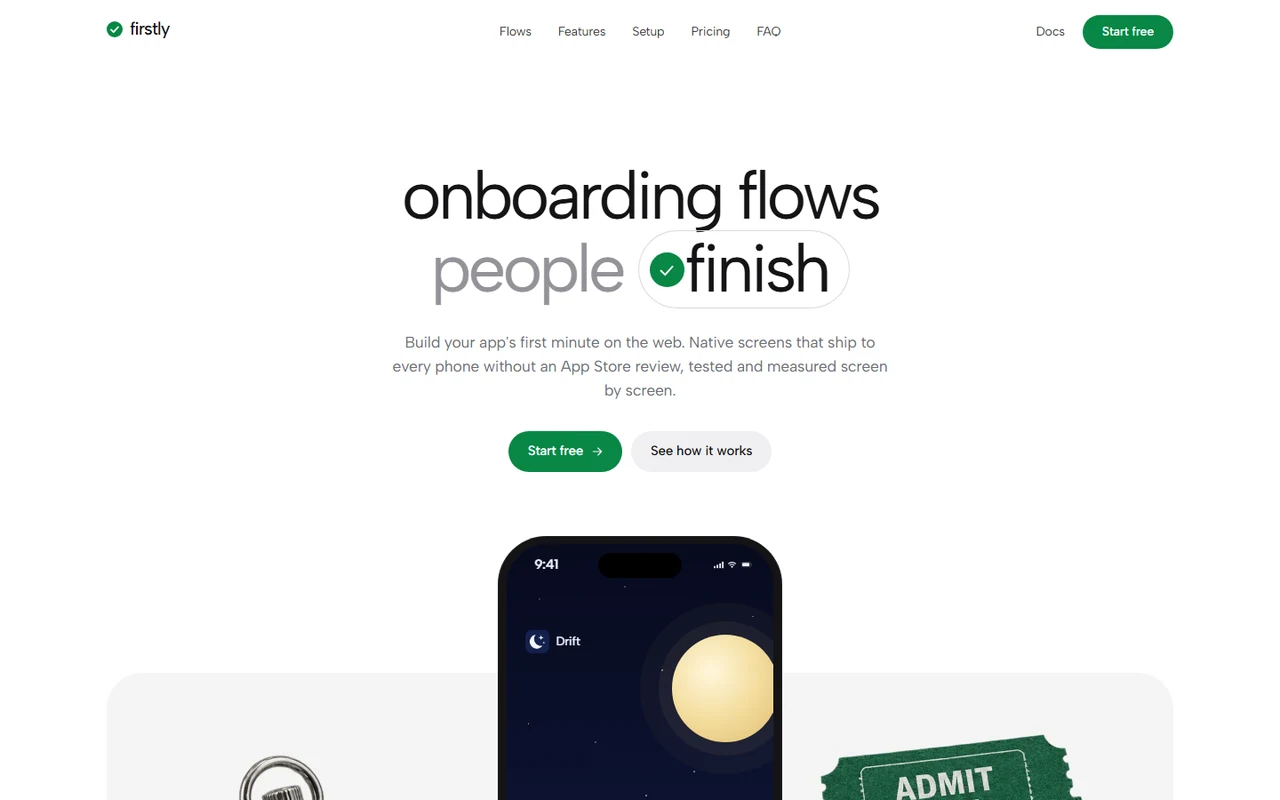 firstly
Flows Features Setup Pricing FAQ
Docs Start free
onboarding flows
people finish
Build your app's first minute on the web. Native screens that ship to
every phone without an App Store review, tested and measured screen
by screen.
Start free → See how it works
9:41
Drift
ADMIT